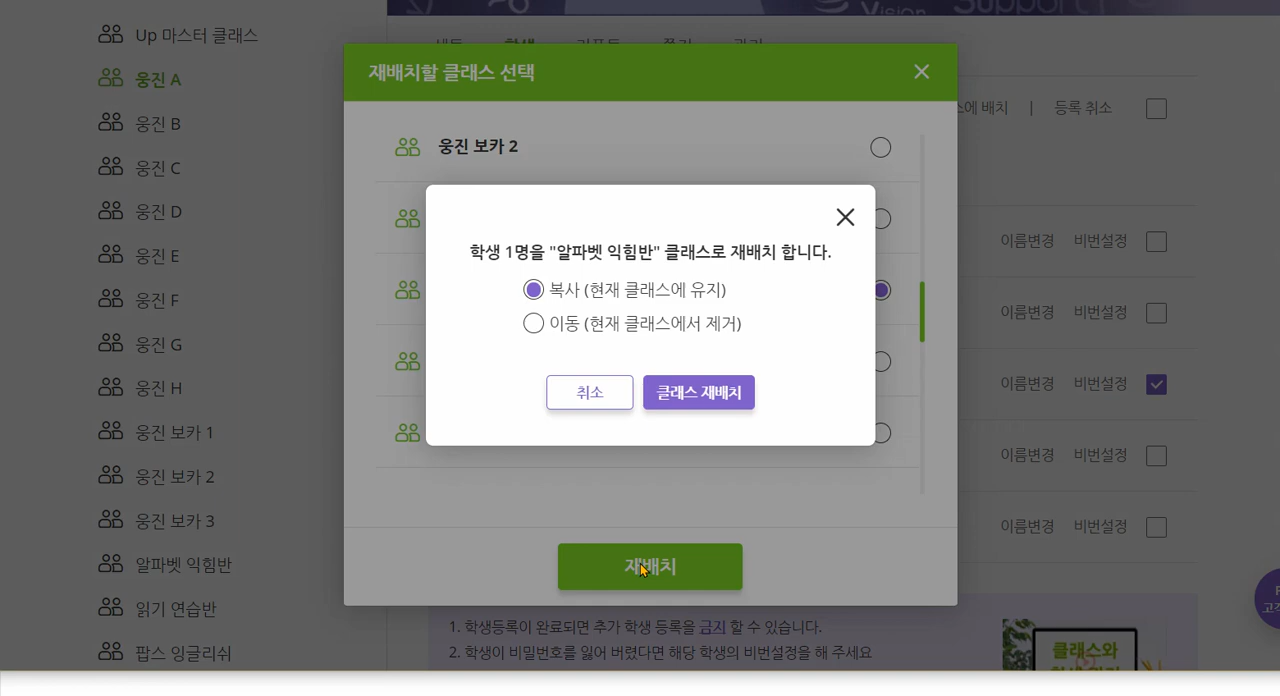 Vision
Support
Up 마스터 클래스
웅진 A
웅진 B
웅진 C
웅진 D
웅진 E
웅진 F
웅진 G
웅진 H
웅진 보카 1
웅진 보카 2
웅진 보카 3
알파벳 익힘반
읽기 연습반
팝스 잉글리쉬
재배치할 클래스 선택
웅진 보카 2
학생 1명을 "알파벳 익힘반" 클래스로 재배치 합니다.
복사 (현재 클래스에 유지)
이동 (현재 클래스에서 제거)
취소 클래스 재배치
재배치
에 배치 | 등록 취소
이름변경 비번설정
이름변경 비번설정
이름변경 비번설정
이름변경 비번설정
이름변경 비번설정
1. 학생등록이 완료되면 추가 학생 등록을 금지 할 수 있습니다.
2. 학생이 비밀번호를 잃어 버렸다면 해당 학생의 비번설정을 해 주세요
클래스와